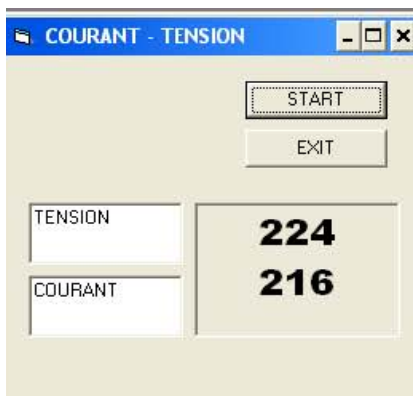 COURANT - TENSION
START
EXIT
TENSION
224
COURANT
216